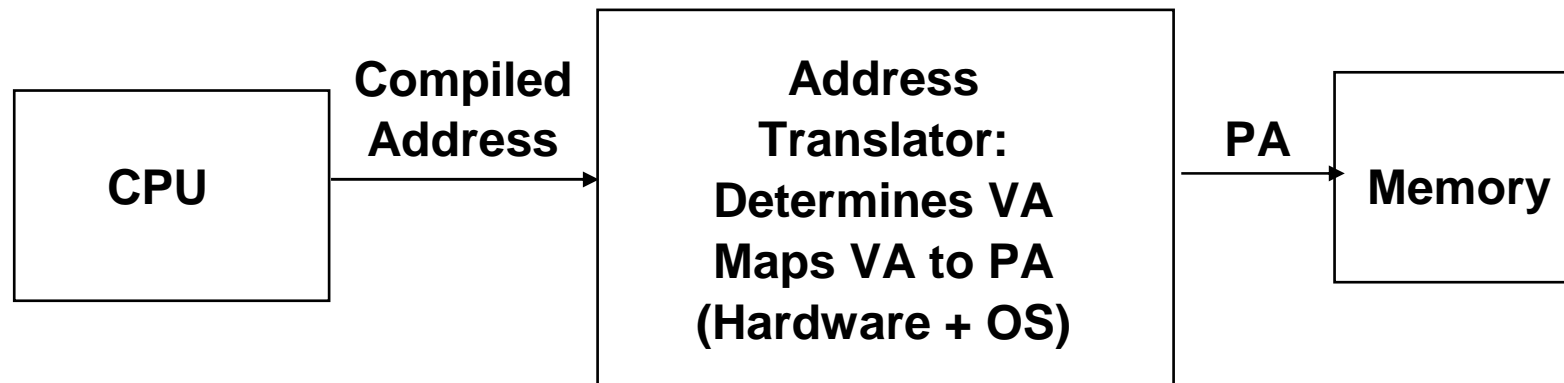 CPU
Compiled
Address
Address
Translator:
Determines VA
Maps VA to PA
(Hardware + OS)
PA
Memory